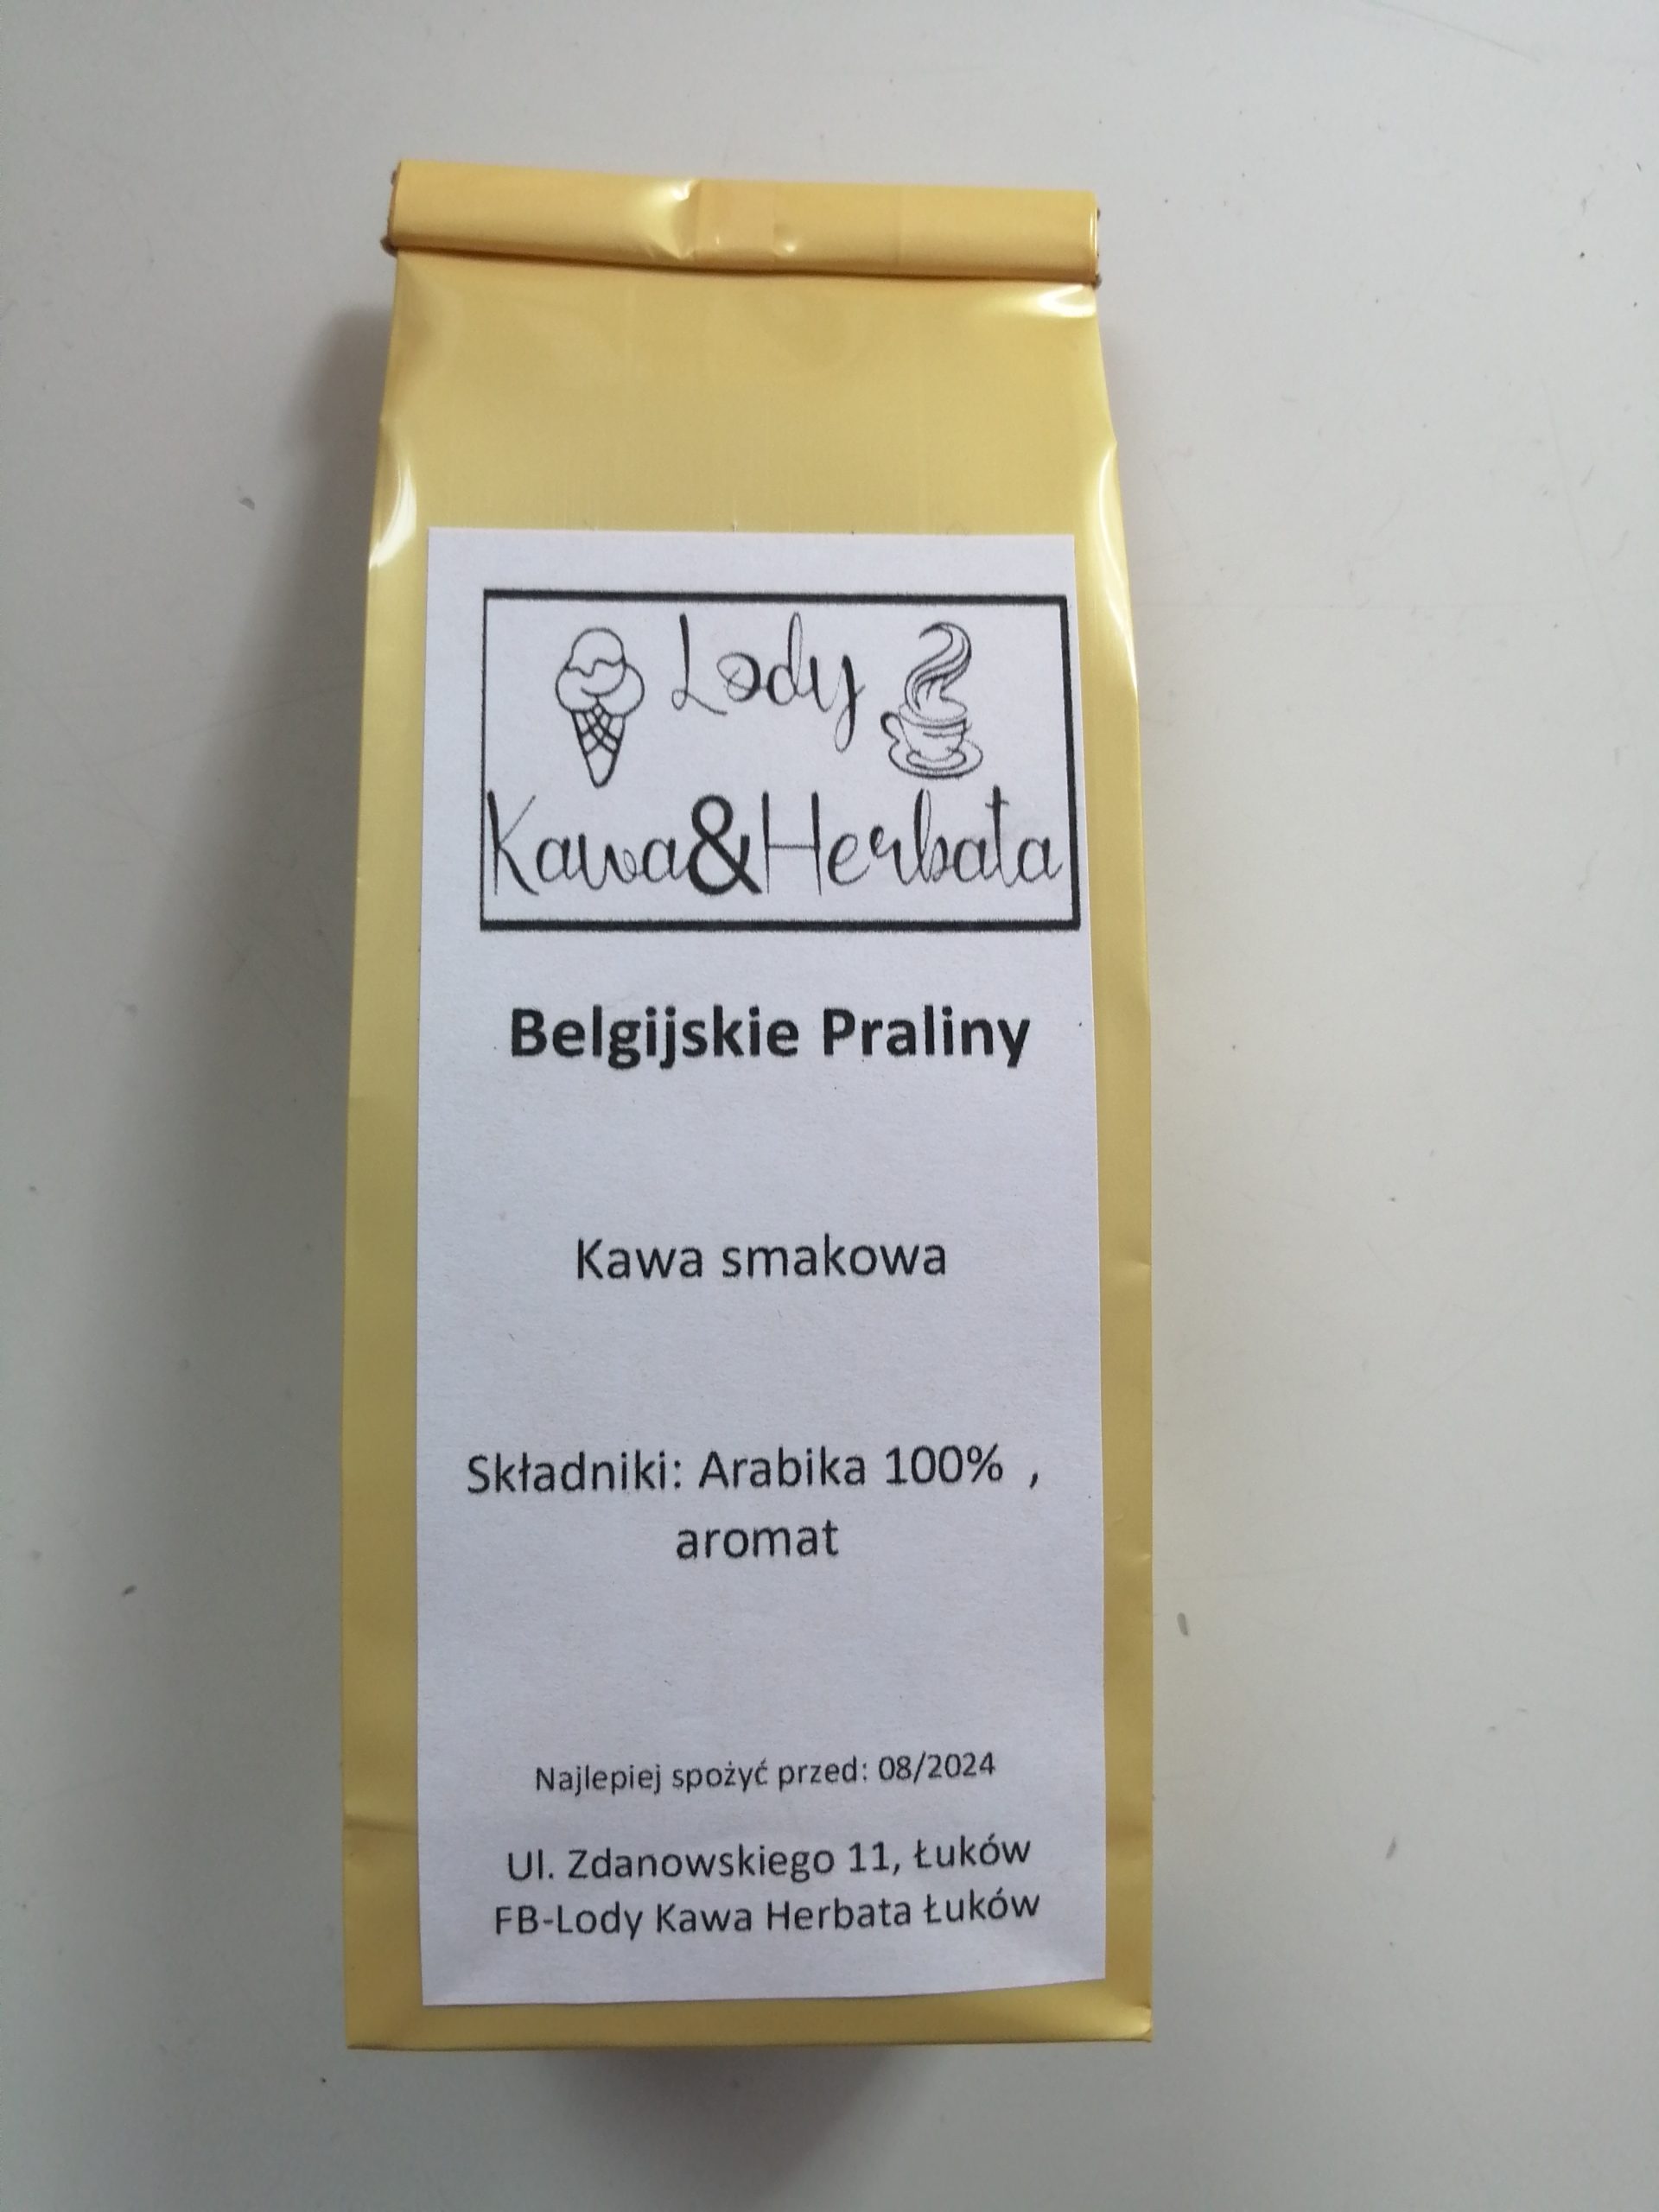 Lody
Kawa&Herbata
Belgijskie Praliny
Kawa smakowa
Składniki: Arabika 100% ,
aromat
Najlepiej spożyć przed: 08/2024
Ul. Zdanowskiego 11, Łuków
FB-Lody Kawa Herbata Łuków